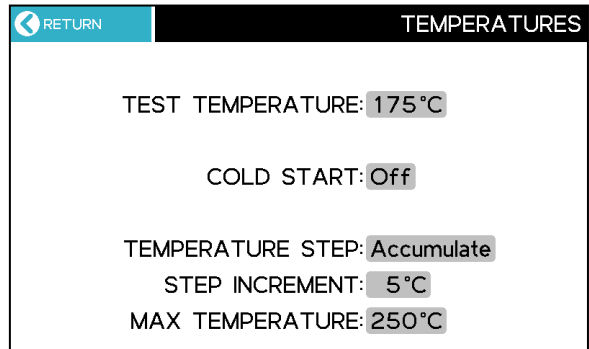 RETURN TEMPERATURES
TEST TEMPERATURE: 175°C
COLD START: Off
TEMPERATURE STEP: Accumulate
STEP INCREMENT: 5°C
MAX TEMPERATURE: 250°C